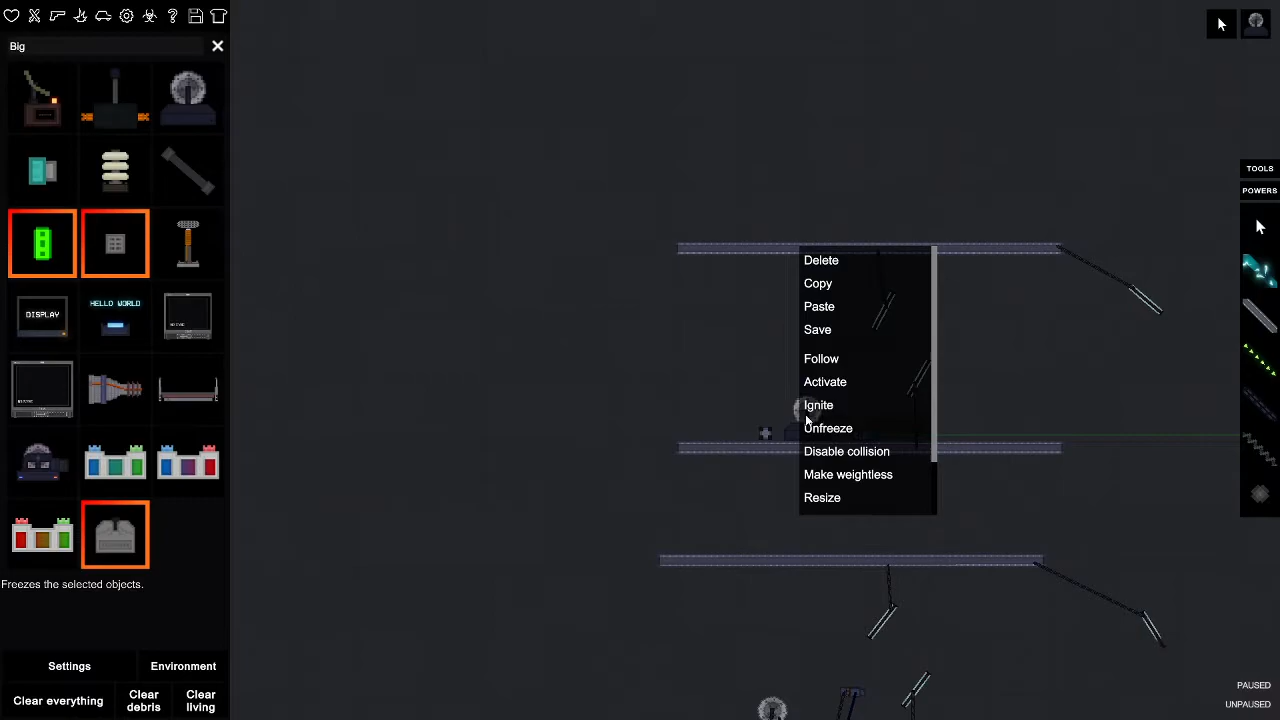 Big
TOOLS
POWERS
DISPLAY
HELLO WORLD
Delete
Copy
Paste
Save
Follow
Activate
Ignite
Unfreeze
Disable collision
Make weightless
Resize
Freezes the selected objects.
Settings
Environment
Clear everything
Clear debris
Clear living
PAUSED
UNPAUSED